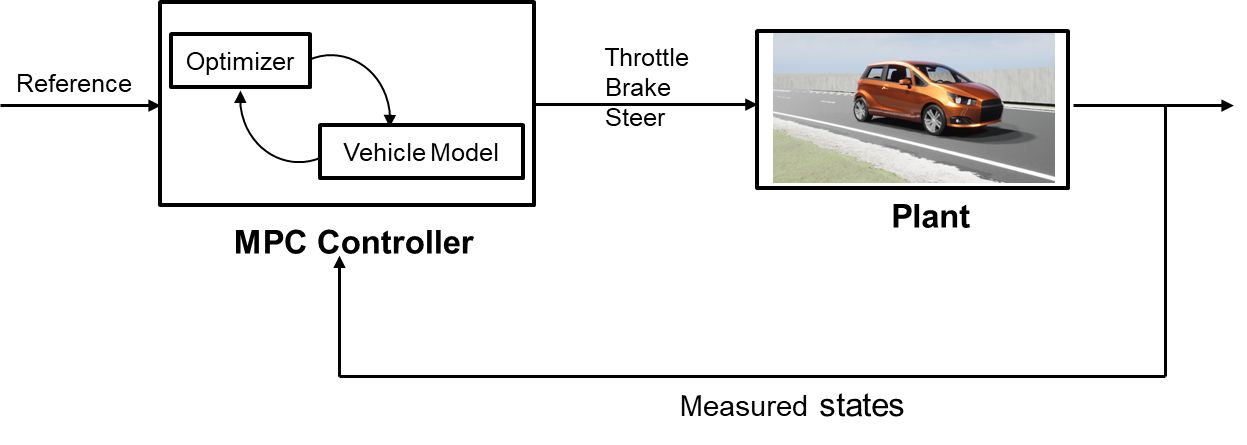 Reference
Optimizer
Vehicle Model
MPC Controller
Throttle
Brake
Steer
Plant
Measured states